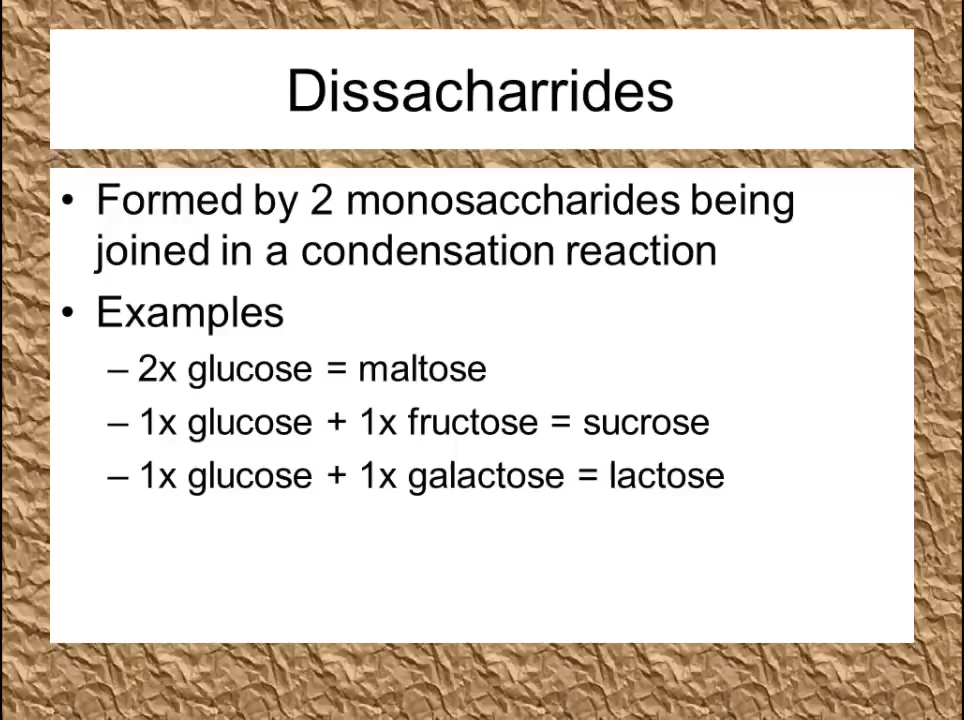 Dissacharrides
• Formed by 2 monosaccharides being
joined in a condensation reaction
• Examples
– 2x glucose = maltose
– 1x glucose + 1x fructose = sucrose
– 1x glucose + 1x galactose = lactose